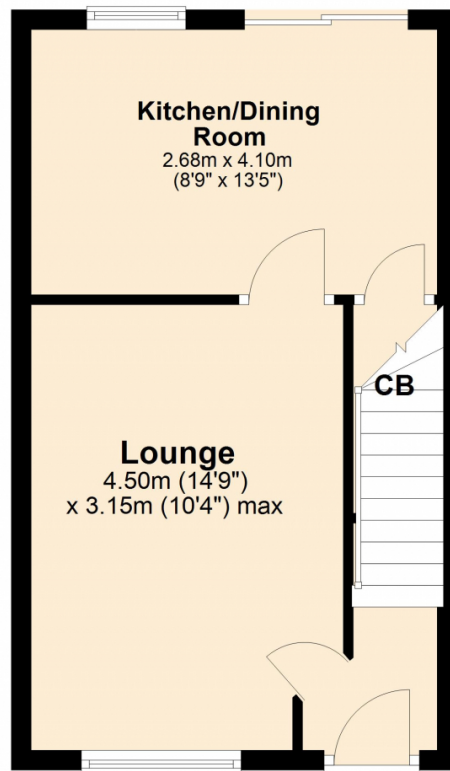 Kitchen/Dining
Room
2.68m x 4.10m
(8'9" x 13'5")
CB
Lounge
4.50m (14'9")
x 3.15m (10'4") max